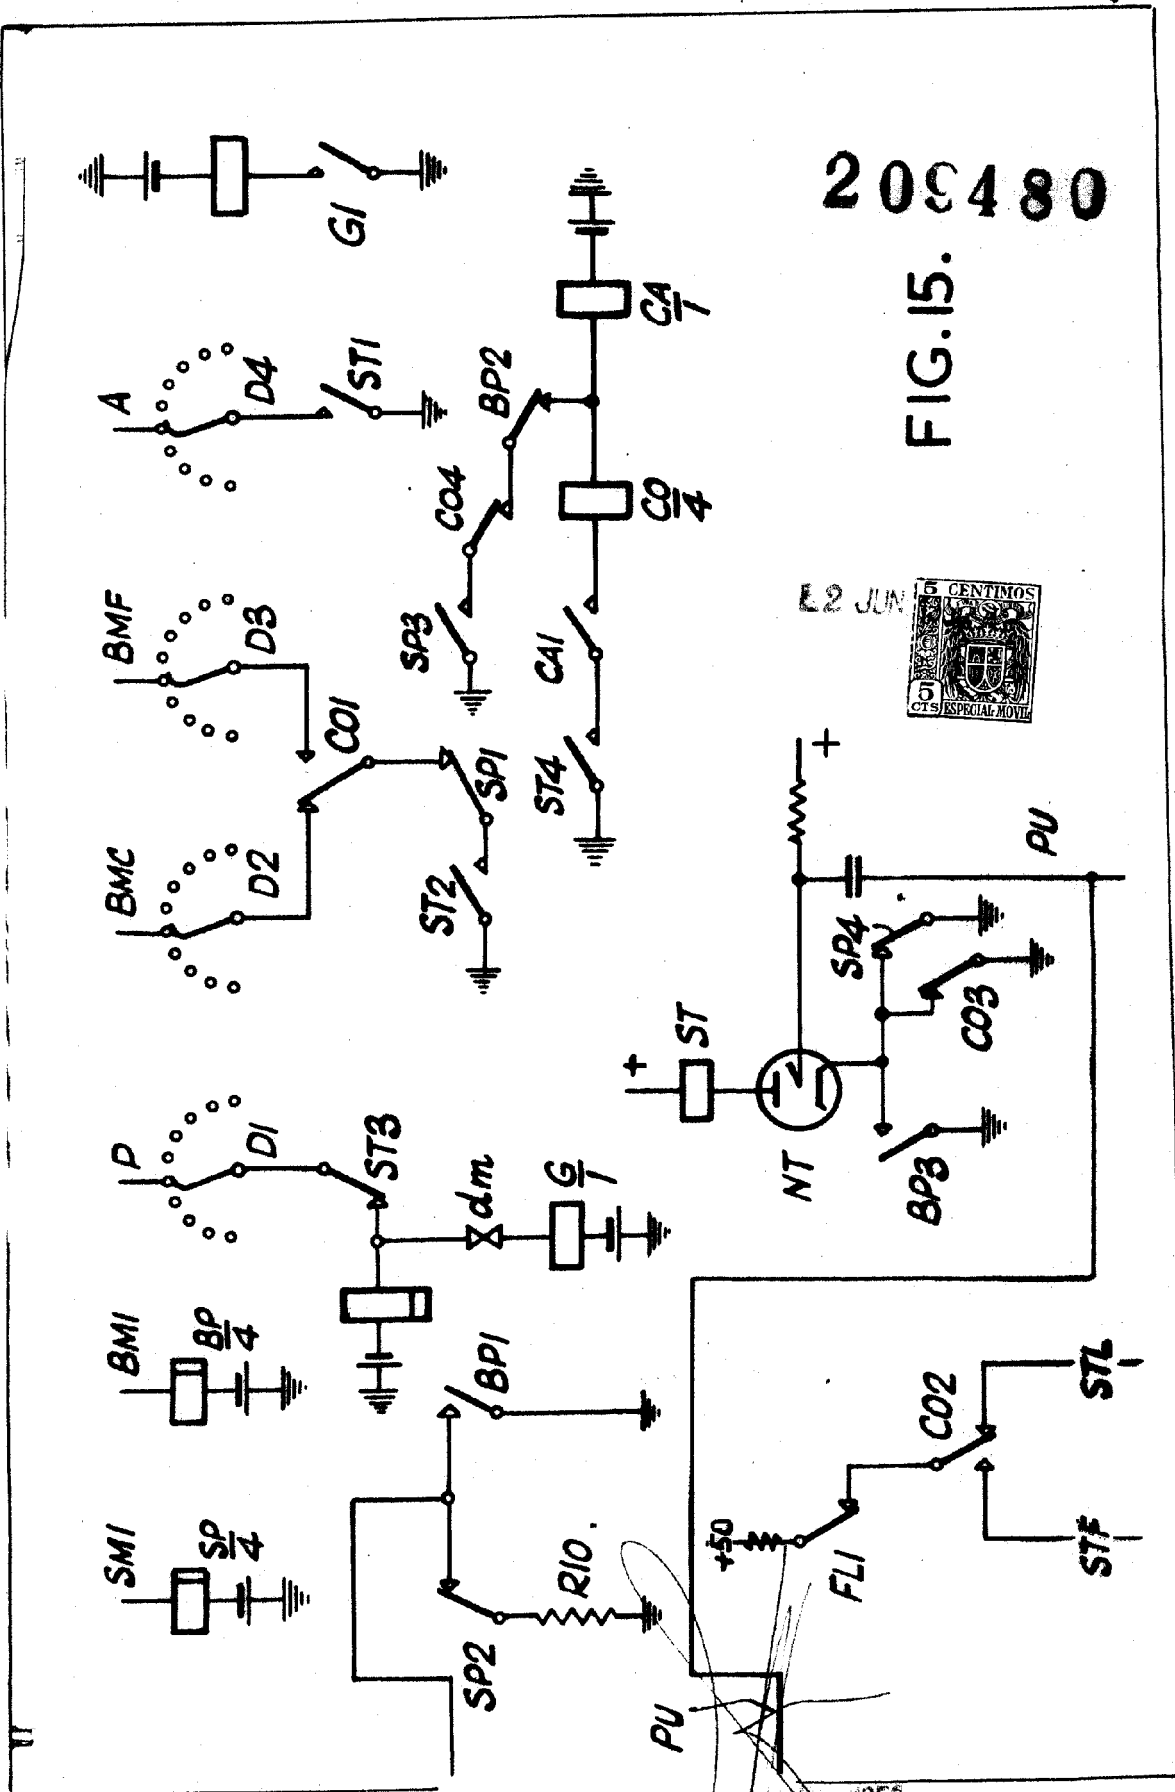 209480
FIG.15.
G1
A
D4
ST1
BMF
D3
BMC
D2
CO1
P
D1
ST3
BMI
BP
4
SMI
SP
4
BP2
CO4
SP3
CA
1
CO
4
CA1
ST4
SP1
ST2
dm
G
1
BP1
SP2
R10.
+
ST
NT
+
SP4
CO3
BP3
PU
PU
+50
FL1
CO2
STL
STF
2 JUN
5 CENTIMOS
5
CTS
ESPECIAL MOVIL